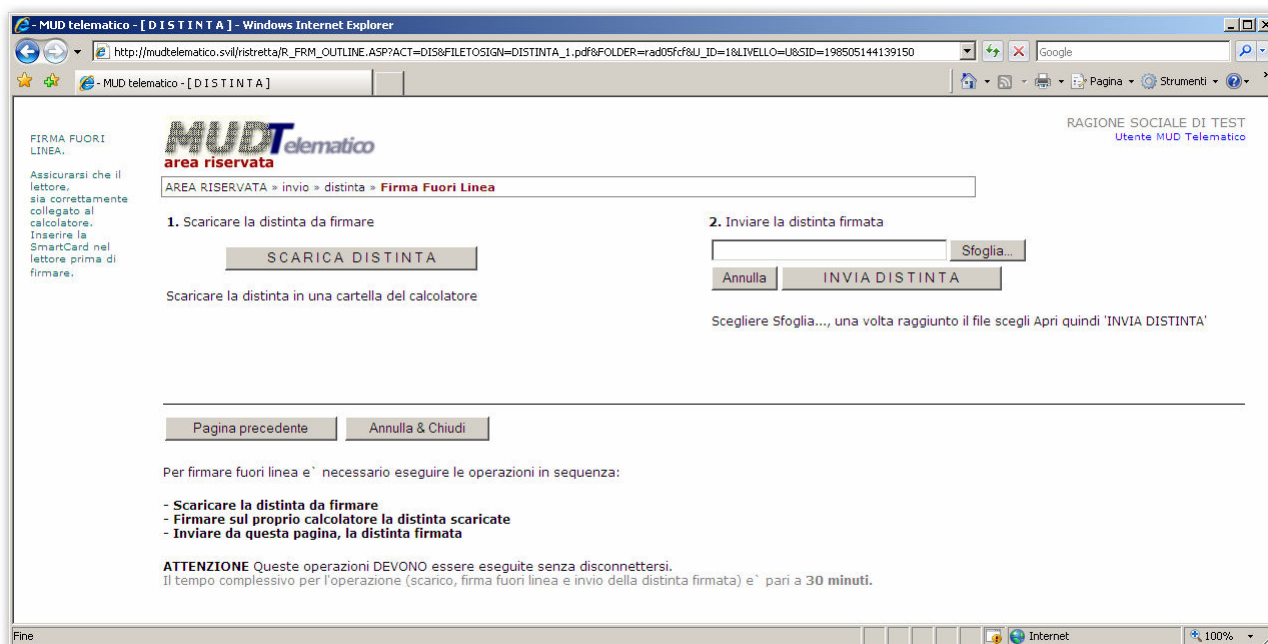 - MUD telematico - [ D I S T I N T A ] - Windows Internet Explorer
http://mudtelematico.svil/ristretta/R_FRM_OUTLINE.ASP?ACT=DIS&FILETOSIGN=DISTINTA_1.pdf&FOLDER=rad05fcf&U_ID=1&LIVELLO=U&SID=198505144139150
Google
- MUD telematico - [ D I S T I N T A ]
Pagina
Strumenti
FIRMA FUORI
LINEA.
Assicurarsi che il
lettore,
sia correttamente
collegato al
calcolatore.
Inserire la
SmartCard nel
lettore prima di
firmare.
MUDTelematico
area riservata
RAGIONE SOCIALE DI TEST
Utente MUD Telematico
AREA RISERVATA » invio » distinta » Firma Fuori Linea
1. Scaricare la distinta da firmare
SCARICA DISTINTA
Scaricare la distinta in una cartella del calcolatore
2. Inviare la distinta firmata
Sfoglia...
Annulla
INVIA DISTINTA
Scegliere Sfoglia..., una volta raggiunto il file scegli Apri quindi 'INVIA DISTINTA'
Pagina precedente
Annulla & Chiudi
Per firmare fuori linea e` necessario eseguire le operazioni in sequenza:
- Scaricare la distinta da firmare
- Firmare sul proprio calcolatore la distinta scaricate
- Inviare da questa pagina, la distinta firmata
ATTENZIONE Queste operazioni DEVONO essere eseguite senza disconnettersi.
Il tempo complessivo per l'operazione (scarico, firma fuori linea e invio della distinta firmata) e` pari a 30 minuti.
Fine
Internet
100%